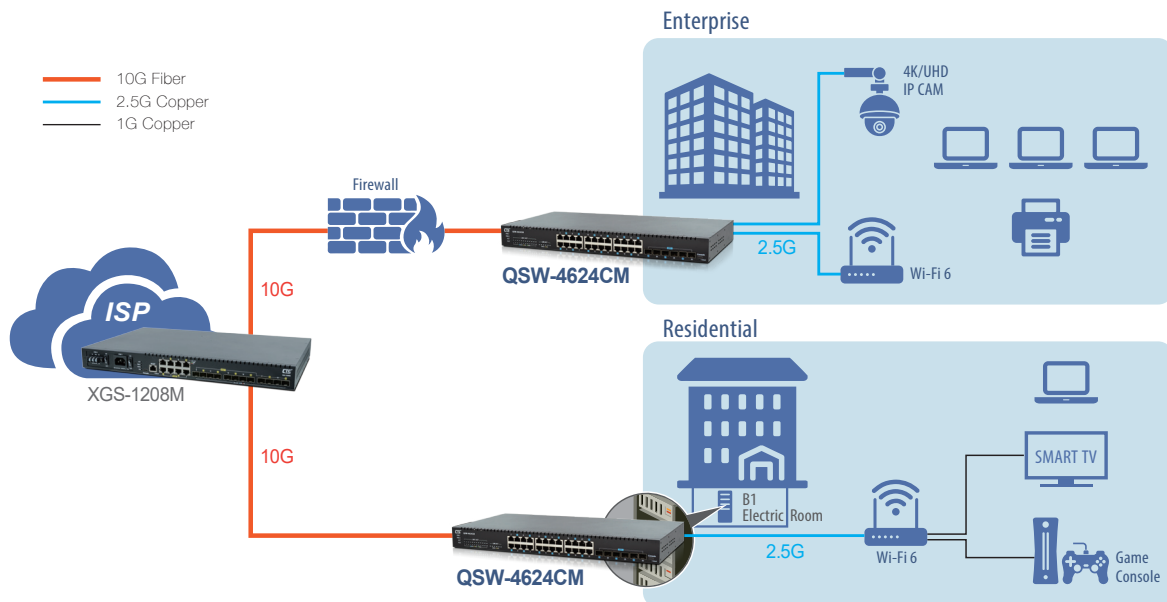 Enterprise
10G Fiber
2.5G Copper
1G Copper
4K/UHD
IP CAM
Firewall
QSW-4624CM
2.5G
Wi-Fi 6
10G
ISP
CTC
XGS-1208M
Residential
10G
SMART TV
B1
Electric Room
QSW-4624CM
2.5G
Wi-Fi 6
Game
Console